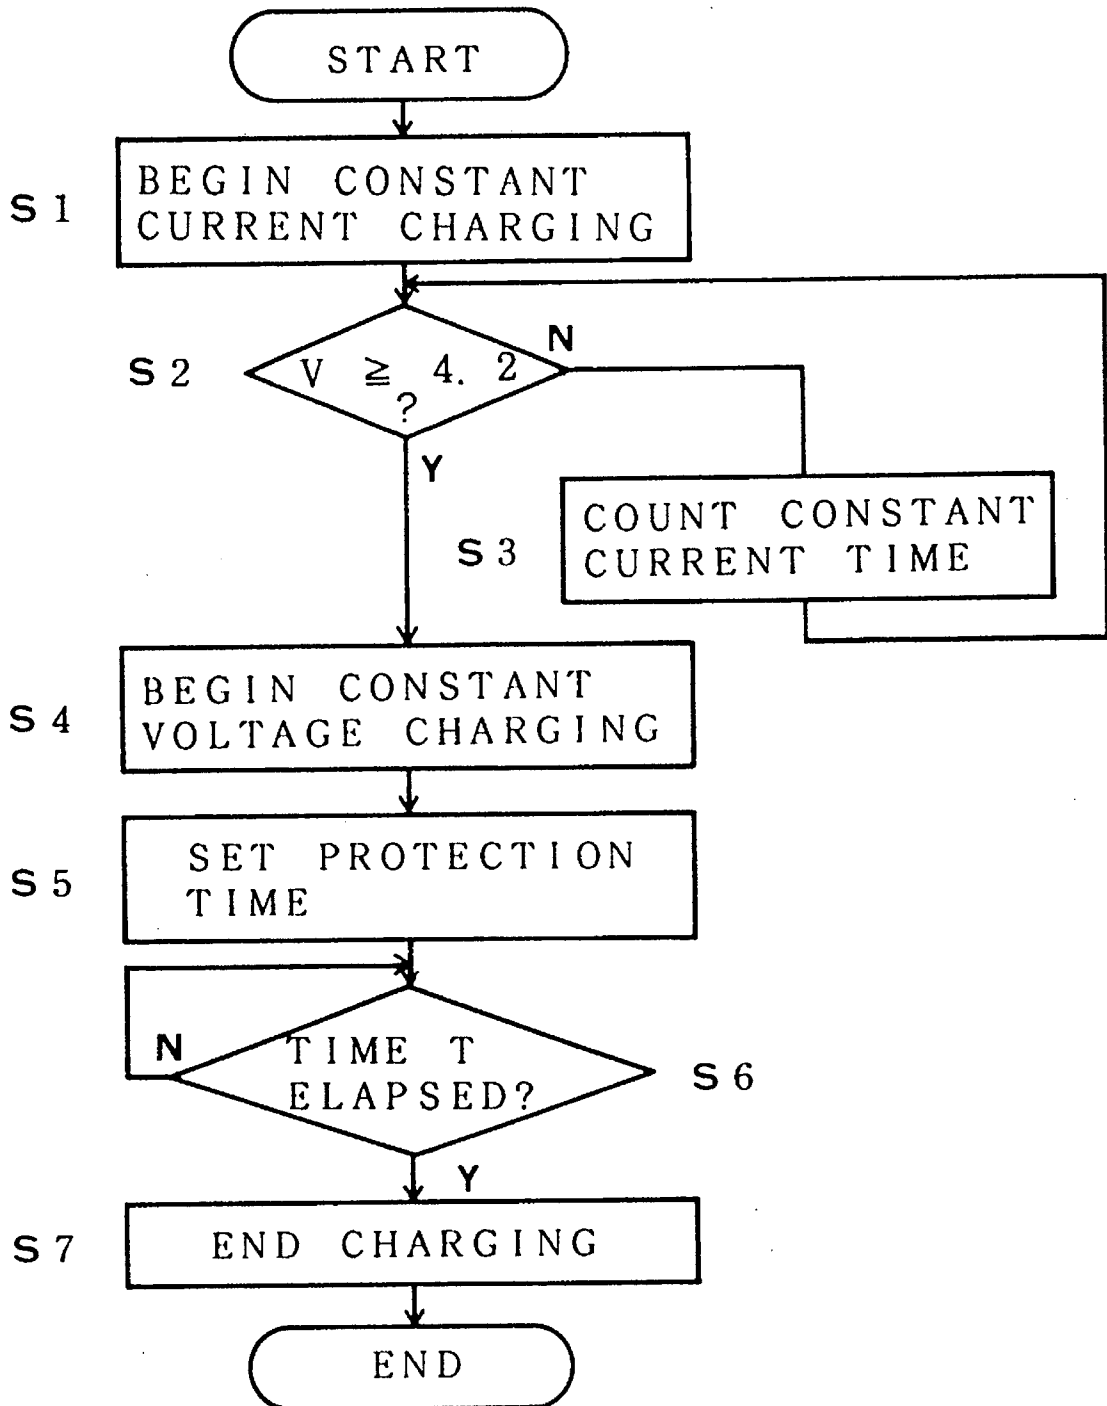 START
S1
BEGIN CONSTANT
CURRENT CHARGING
S2
V ≧ 4. 2
?
N
Y
S3
COUNT CONSTANT
CURRENT TIME
S4
BEGIN CONSTANT
VOLTAGE CHARGING
S5
SET PROTECTION
TIME
N
TIME T
ELAPSED?
S6
Y
S7
END CHARGING
END